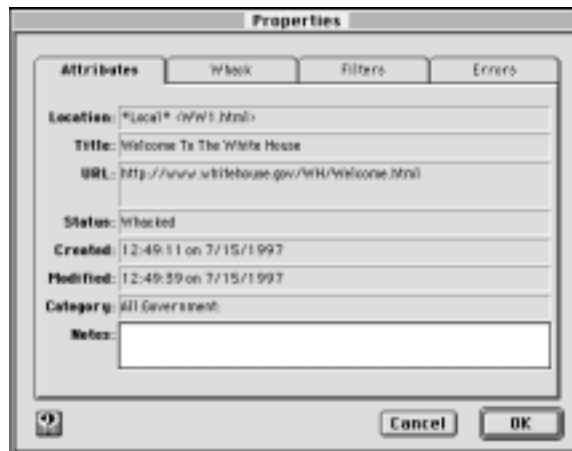 Properties
Attributes Whack Filters Errors
Location: *Local* <WW1.html>
Title: Welcome To The White House
URL: http://www.whitehouse.gov/WH/Welcome.html
Status: Whacked
Created: 12:49:11 on 7/15/1997
Modified: 12:49:39 on 7/15/1997
Category: All:Government:
Notes:
?
Cancel OK